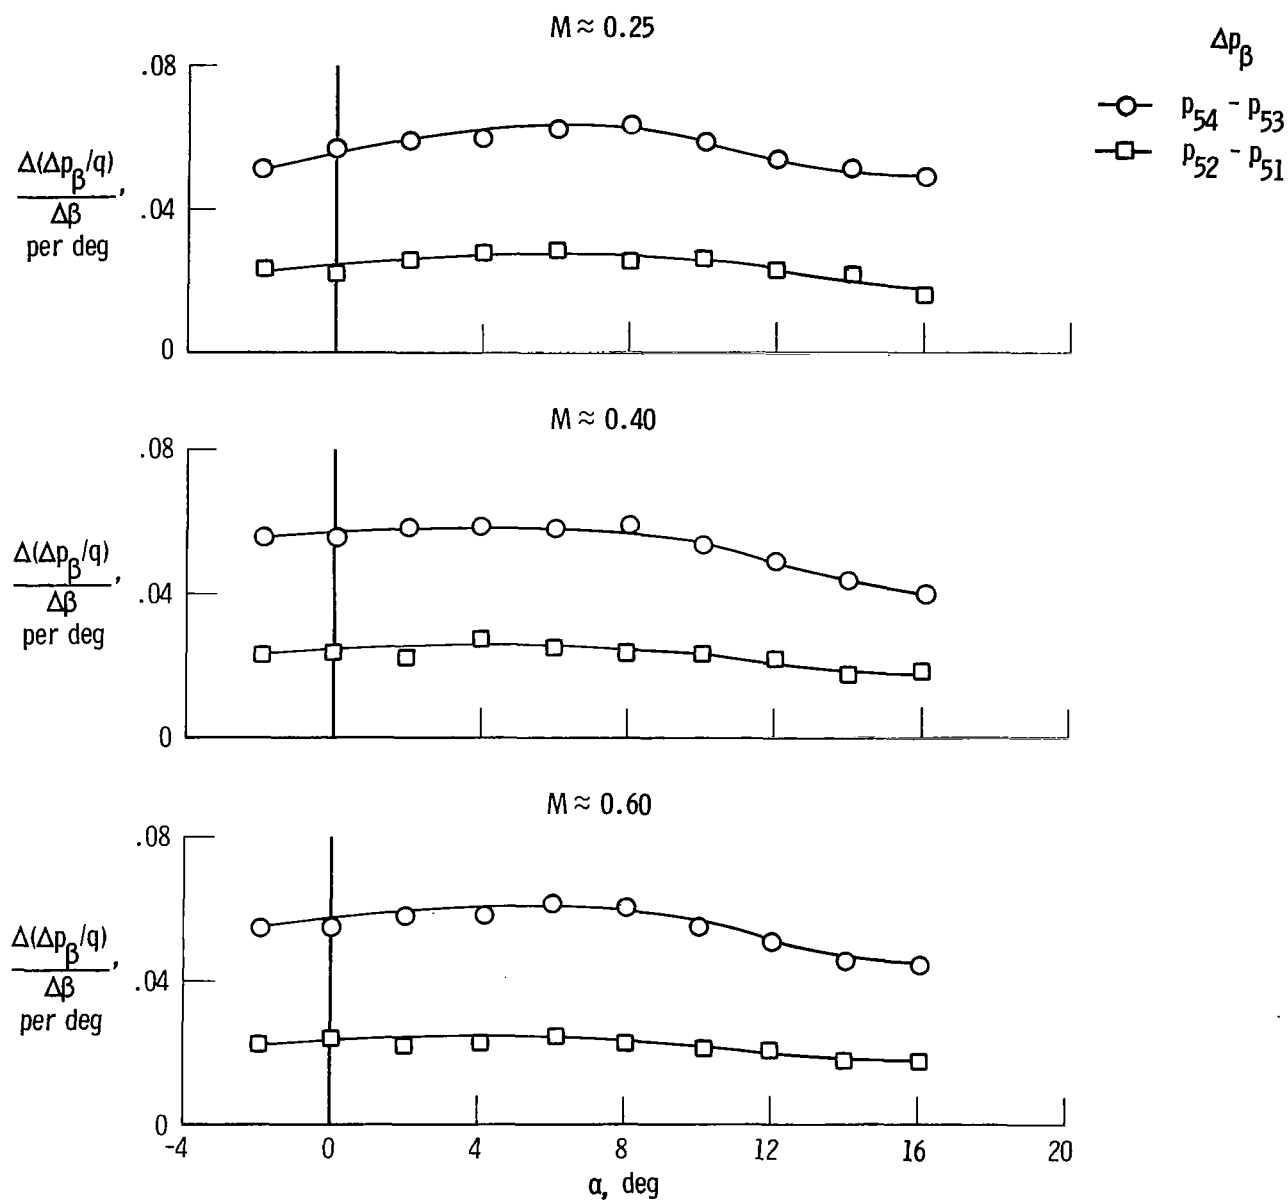 M ≈ 0.25
Δp_β
p_54 - p_53
p_52 - p_51
.08
Δ(Δp_β/q)
Δβ ,
per deg
.04
0
M ≈ 0.40
.08
Δ(Δp_β/q)
Δβ ,
per deg
.04
0
M ≈ 0.60
.08
Δ(Δp_β/q)
Δβ ,
per deg
.04
0
-4 0 4 8 12 16 20
α, deg